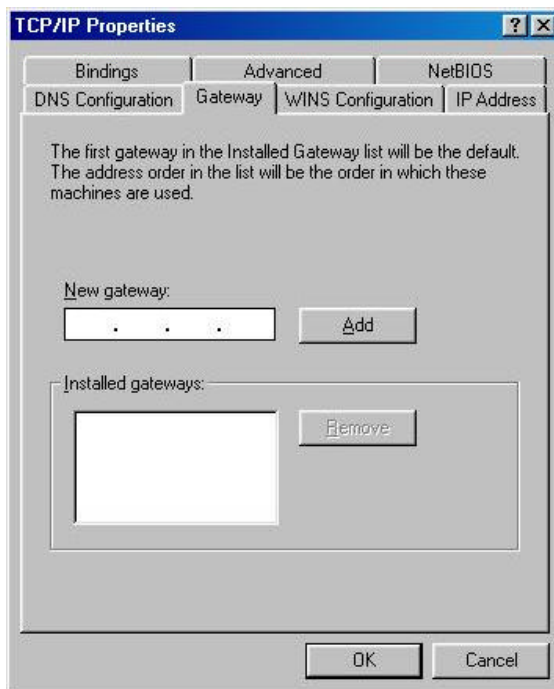 TCP/IP Properties
? ×
Bindings Advanced NetBIOS
DNS Configuration Gateway WINS Configuration IP Address
The first gateway in the Installed Gateway list will be the default.
The address order in the list will be the order in which these
machines are used.
New gateway:
. . . Add
Installed gateways:
Remove
OK Cancel